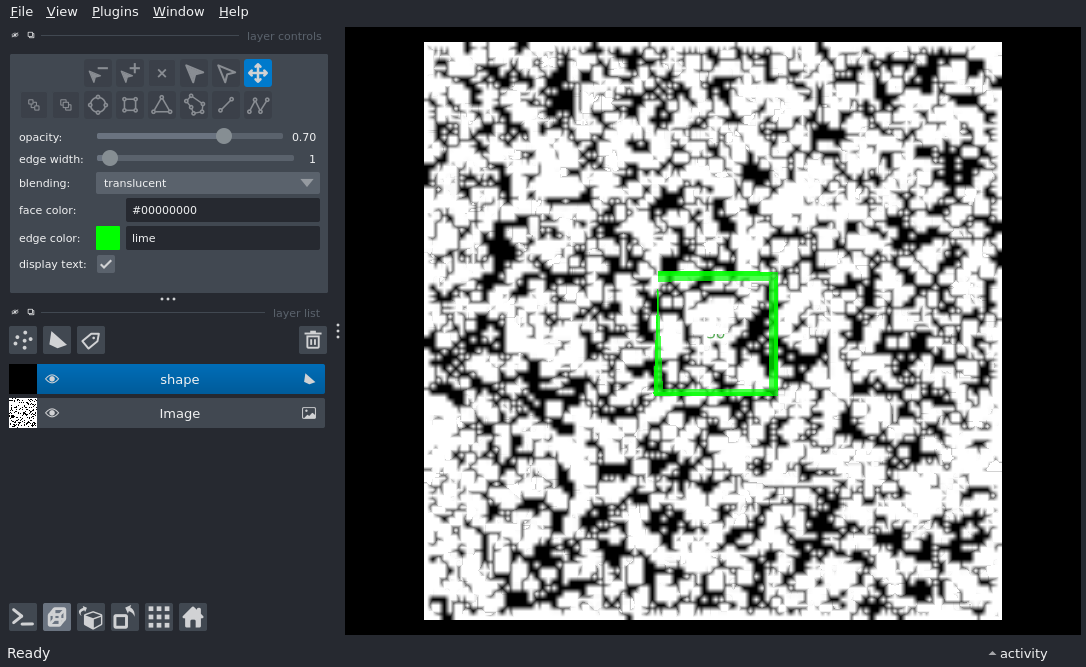 File View Plugins Window Help
layer controls
opacity: 0.70
edge width: 1
blending: translucent
face color: #00000000
edge color: lime
display text:
layer list
shape
Image
Ready
activity